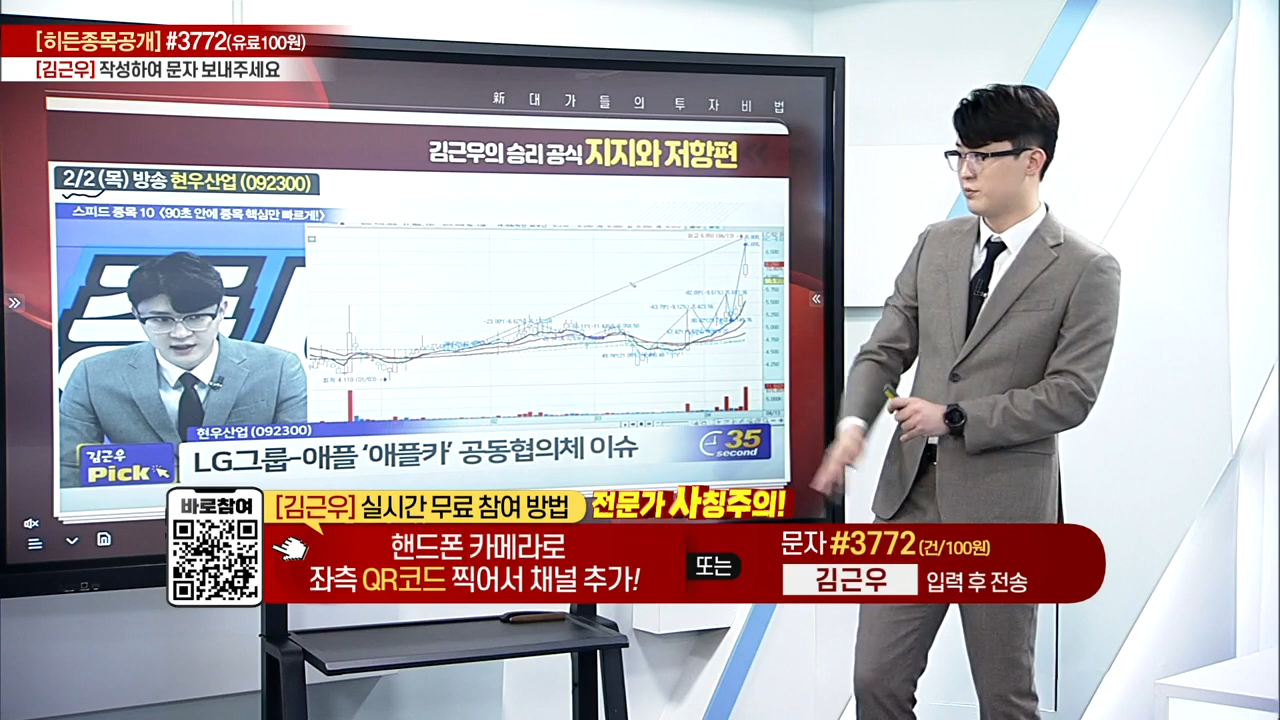 [히든종목공개] #3772(유료100원)
[김근우] 작성하여 문자 보내주세요
新 대 가 들 의 투 자 비 법
김근우의 승리 공식 지지와 저항편
2/2 (목) 방송 현우산업 (092300)
스피드 종목 10 <90초 안에 종목 핵심만 빠르게!>
현우산업 (092300)
김근우
Pick
LG그룹-애플 '애플카' 공동협의체 이슈
35
second
바로참여
[김근우] 실시간 무료 참여 방법
전문가 사칭주의!
핸드폰 카메라로
좌측 QR코드 찍어서 채널 추가!
또는
문자 #3772 (건/100원)
김근우 입력 후 전송